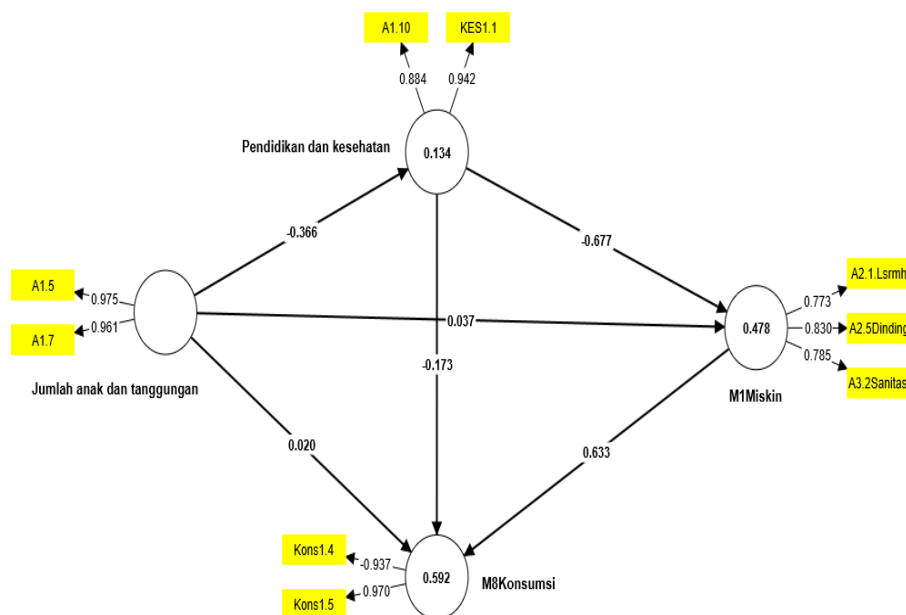 A1.10
KES1.1
0.884
0.942
Pendidikan dan kesehatan
0.134
-0.366
-0.677
A1.5
0.975
A1.7
0.961
Jumlah anak dan tanggungan
0.037
-0.173
A2.1.Lsrmh
0.773
0.478
0.830
A2.5Dinding
0.785
A3.2Sanitas
M1Miskin
0.020
0.633
Kons1.4
-0.937
Kons1.5
0.970
0.592
M8Konsumsi